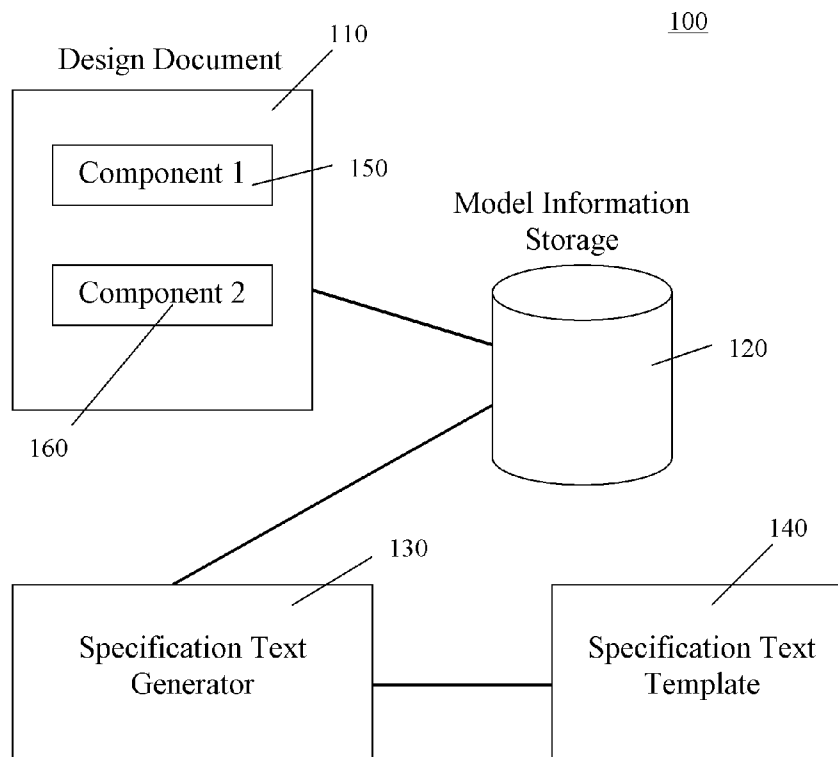 100
110
Design Document
Component 1
150
Model Information
Storage
Component 2
120
160
130
140
Specification Text
Generator
Specification Text
Template